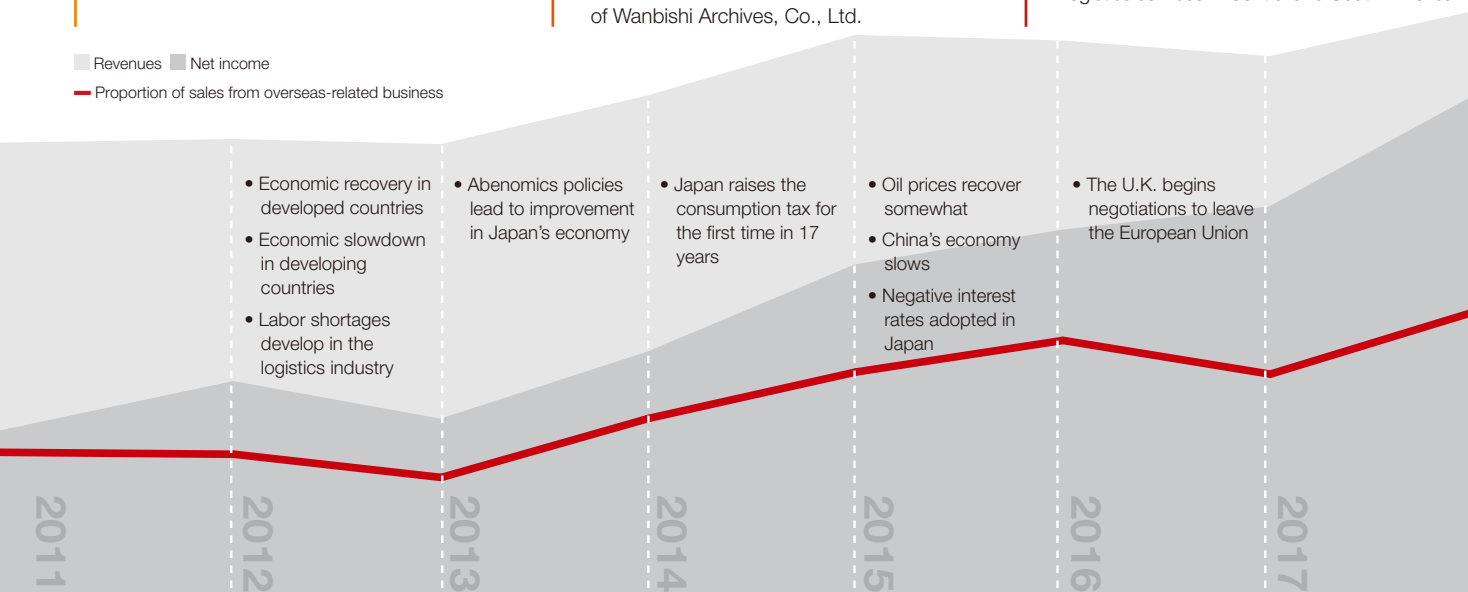 of Wanbishi Archives, Co., Ltd.
Revenues Net income
Proportion of sales from overseas-related business
• Economic recovery in
developed countries
• Economic slowdown
in developing
countries
• Labor shortages
develop in the
logistics industry
• Abenomics policies
lead to improvement
in Japan’s economy
• Japan raises the
consumption tax for
the first time in 17
years
• Oil prices recover
somewhat
• China’s economy
slows
• Negative interest
rates adopted in
Japan
• The U.K. begins
negotiations to leave
the European Union
2011
2012
2013
2014
2015
2016
2017